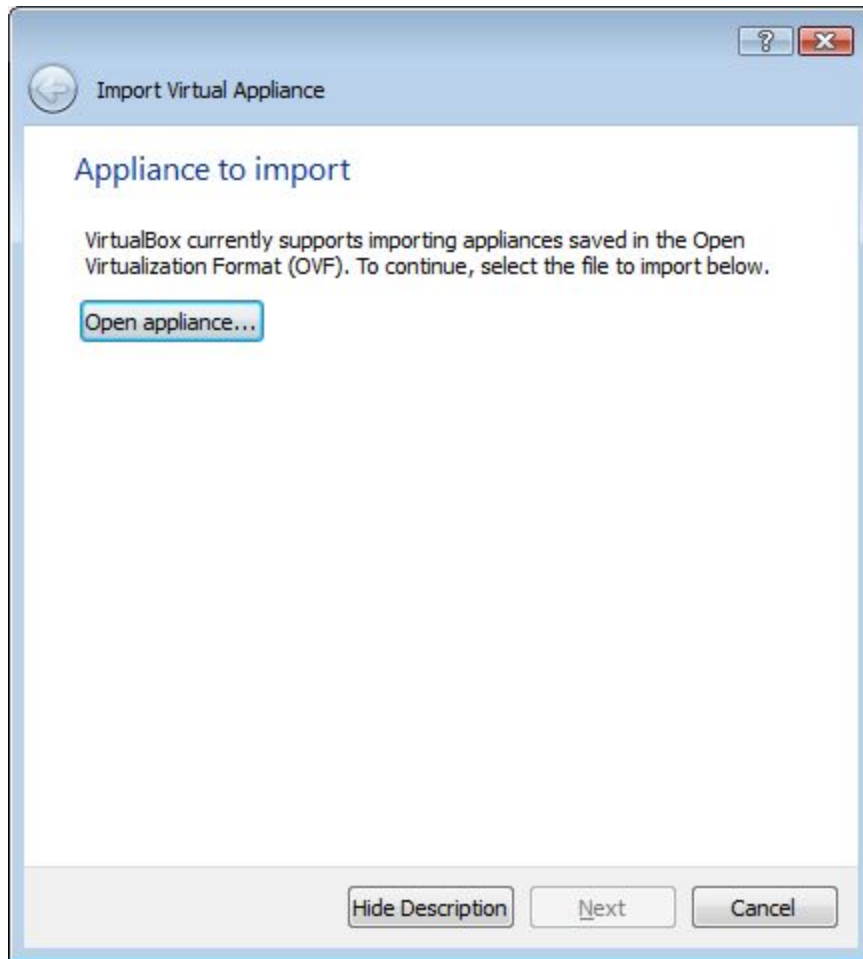 ?
Import Virtual Appliance
Appliance to import
VirtualBox currently supports importing appliances saved in the Open
Virtualization Format (OVF). To continue, select the file to import below.
Open appliance...
Hide Description
Next
Cancel